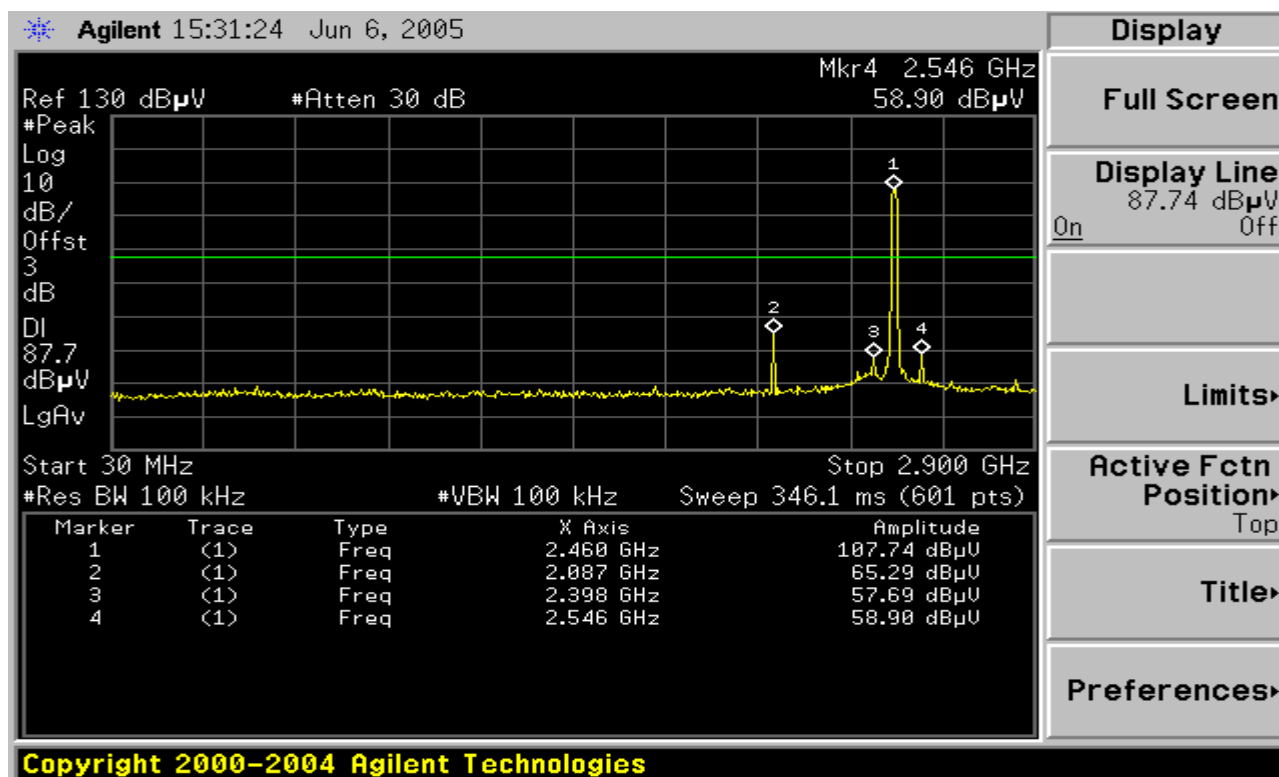 Agilent 15:31:24 Jun 6, 2005
Mkr4 2.546 GHz
Ref 130 dBµV #Atten 30 dB 58.90 dBµV
#Peak
Log
10
dB/
Offst
3
dB
DI
87.7
dBµV
LgAv
1
2
3
4
Start 30 MHz Stop 2.900 GHz
#Res BW 100 kHz #VBW 100 kHz Sweep 346.1 ms (601 pts)
Marker Trace Type X Axis Amplitude
1 (1) Freq 2.460 GHz 107.74 dBµV
2 (1) Freq 2.087 GHz 65.29 dBµV
3 (1) Freq 2.398 GHz 57.69 dBµV
4 (1) Freq 2.546 GHz 58.90 dBµV
Copyright 2000-2004 Agilent Technologies
Display
Full Screen
Display Line
87.74 dBµV
On Off
Limits
Active Fctn
Position
Top
Title
Preferences